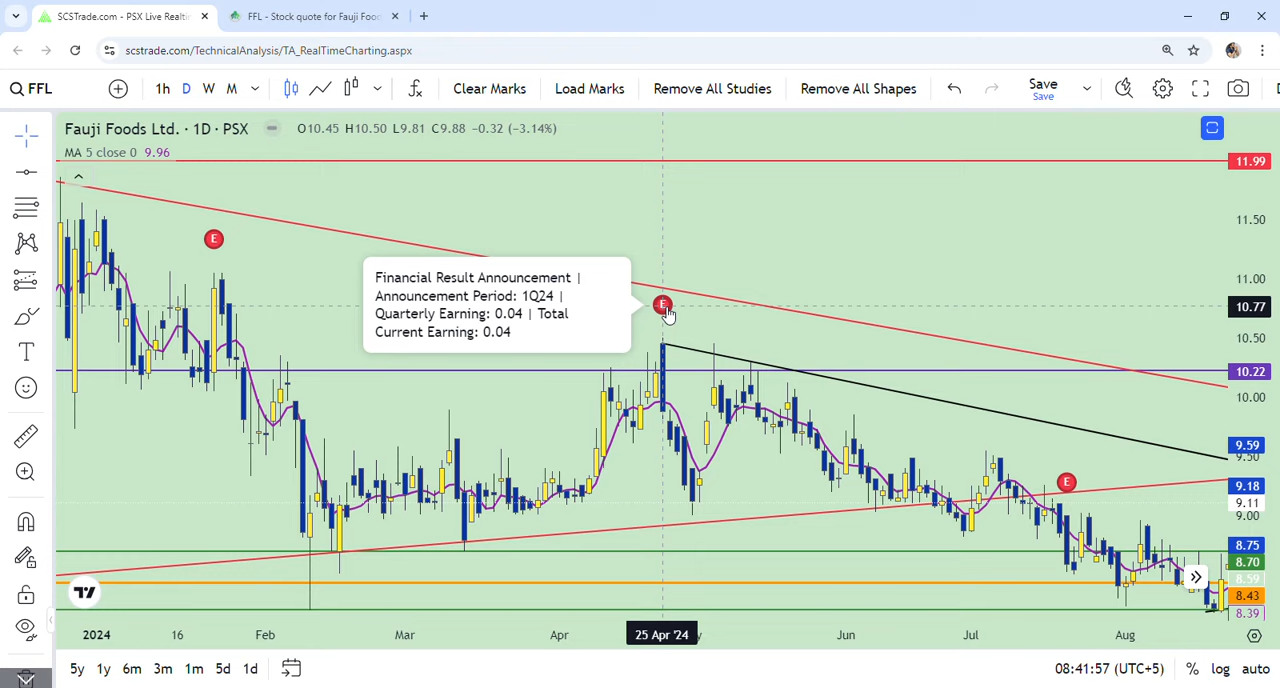 SCSTrade.com - PSX Live Realti
FFL - Stock quote for Fauji Foo
scstrade.com/TechnicalAnalysis/TA_RealTimeCharting.aspx
FFL 1h D W M Clear Marks Load Marks Remove All Studies Remove All Shapes Save
Save
Fauji Foods Ltd. · 1D · PSX O10.45 H10.50 L9.81 C9.88 −0.32 (−3.14%)
MA 5 close 0 9.96
11.99
11.50
E
Financial Result Announcement |
Announcement Period: 1Q24 |
Quarterly Earning: 0.04 | Total
Current Earning: 0.04
11.00
E
10.77
10.50
10.22
10.00
9.59
9.50
E
9.18
9.11
9.00
8.75
8.70
8.59
8.43
8.39
2024 16 Feb Mar Apr 25 Apr '24 y Jun Jul Aug
5y 1y 6m 3m 1m 5d 1d 08:41:57 (UTC+5) % log auto